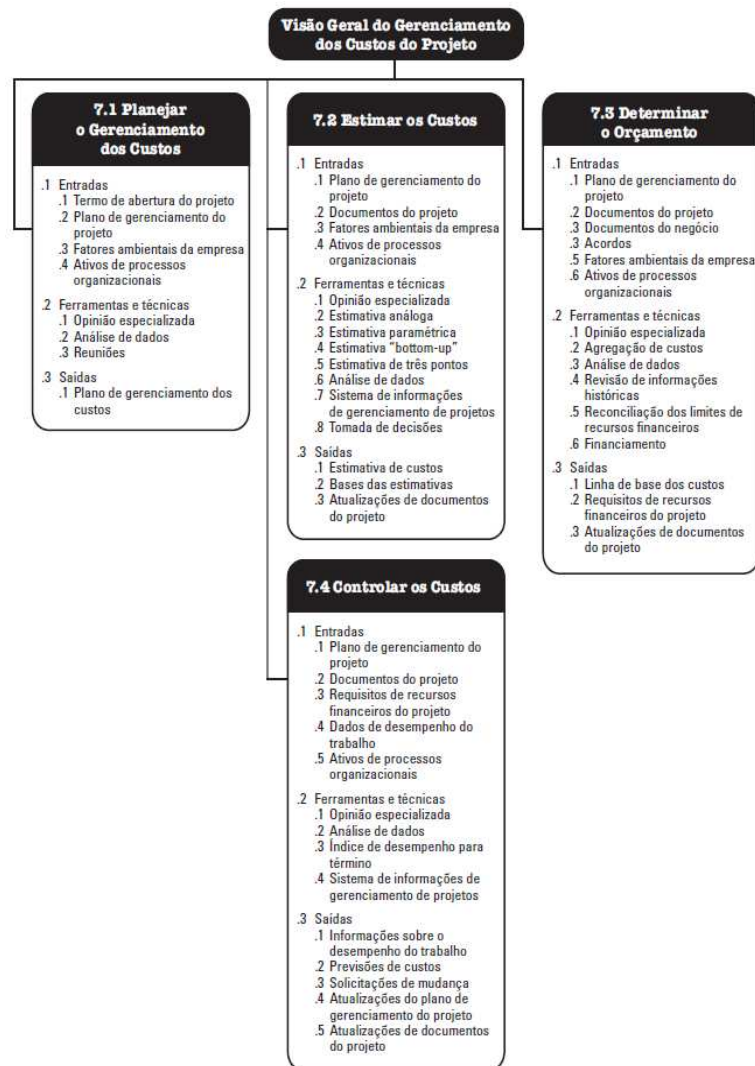 Visão Geral do Gerenciamento
dos Custos do Projeto
7.1 Planejar
o Gerenciamento
dos Custos
.1 Entradas
.1 Termo de abertura do projeto
.2 Plano de gerenciamento do
projeto
.3 Fatores ambientais da empresa
.4 Ativos de processos
organizacionais
.2 Ferramentas e técnicas
.1 Opinião especializada
.2 Análise de dados
.3 Reuniões
.3 Saídas
.1 Plano de gerenciamento dos
custos
7.2 Estimar os Custos
.1 Entradas
.1 Plano de gerenciamento do
projeto
.2 Documentos do projeto
.3 Fatores ambientais da empresa
.4 Ativos de processos
organizacionais
.2 Ferramentas e técnicas
.1 Opinião especializada
.2 Estimativa análoga
.3 Estimativa paramétrica
.4 Estimativa "bottom-up"
.5 Estimativa de três pontos
.6 Análise de dados
.7 Sistema de informações
de gerenciamento de projetos
.8 Tomada de decisões
.3 Saídas
.1 Estimativa de custos
.2 Bases das estimativas
.3 Atualizações de documentos
do projeto
7.3 Determinar
o Orçamento
.1 Entradas
.1 Plano de gerenciamento do
projeto
.2 Documentos do projeto
.3 Documentos do negócio
.3 Acordos
.5 Fatores ambientais da empresa
.6 Ativos de processos
organizacionais
.2 Ferramentas e técnicas
.1 Opinião especializada
.2 Agregação de custos
.3 Análise de dados
.4 Revisão de informações
históricas
.5 Reconciliação dos limites de
recursos financeiros
.6 Financiamento
.3 Saídas
.1 Linha de base dos custos
.2 Requisitos de recursos
financeiros do projeto
.3 Atualizações de documentos
do projeto
7.4 Controlar os Custos
.1 Entradas
.1 Plano de gerenciamento do
projeto
.2 Documentos do projeto
.3 Requisitos de recursos
financeiros do projeto
.4 Dados de desempenho do
trabalho
.5 Ativos de processos
organizacionais
.2 Ferramentas e técnicas
.1 Opinião especializada
.2 Análise de dados
.3 Índice de desempenho para
término
.4 Sistema de informações de
gerenciamento de projetos
.3 Saídas
.1 Informações sobre o
desempenho do trabalho
.2 Previsões de custos
.3 Solicitações de mudança
.4 Atualizações do plano de
gerenciamento do projeto
.5 Atualizações de documentos
do projeto